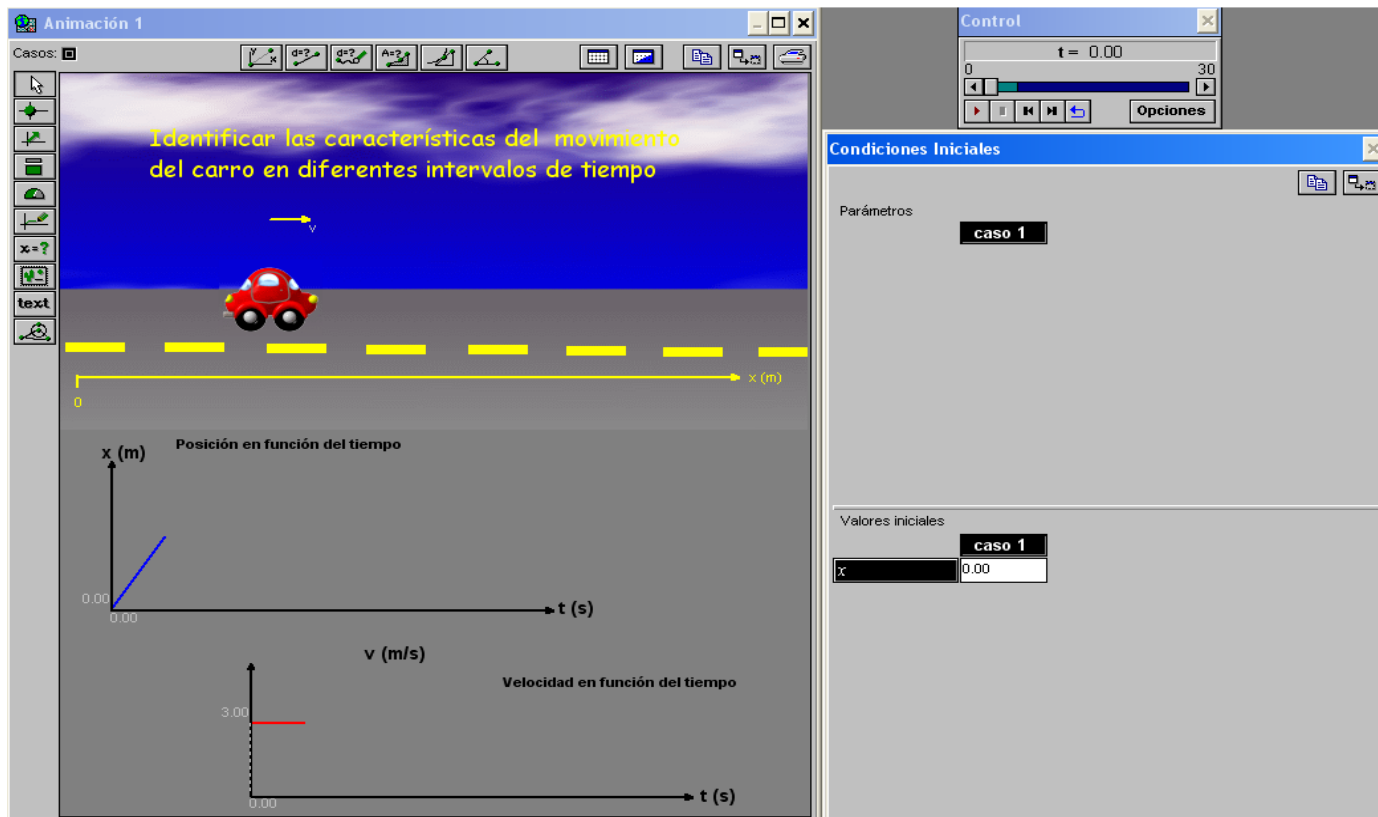 Animación 1
Casos:
y x
d=?
d=?
A=?
Identificar las características del movimiento
del carro en diferentes intervalos de tiempo
v
x=?
text
x (m)
0
Posición en función del tiempo
x (m)
0.00
0.00
t (s)
v (m/s)
Velocidad en función del tiempo
3.00
0.00
t (s)
Control
t = 0.00
0 30
Opciones
Condiciones Iniciales
Parámetros
caso 1
Valores iniciales
caso 1
x 0.00